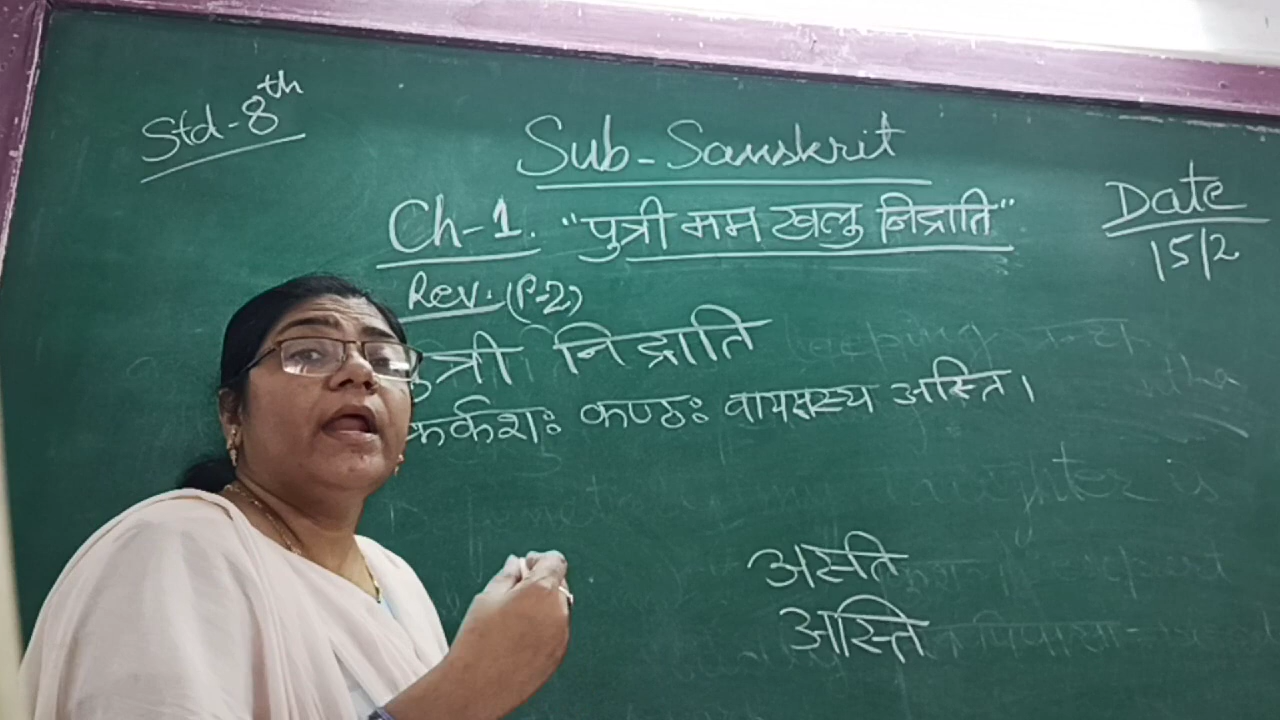 Std-8th
Sub-Sanskrit
Ch-1. "पुत्री मम खलु निद्राति"
Date
15/2
Rev. (P-2)
पुत्री निद्राति
कर्कशः कण्ठः वायसस्य अस्ति।
अस्ति
अस्ति